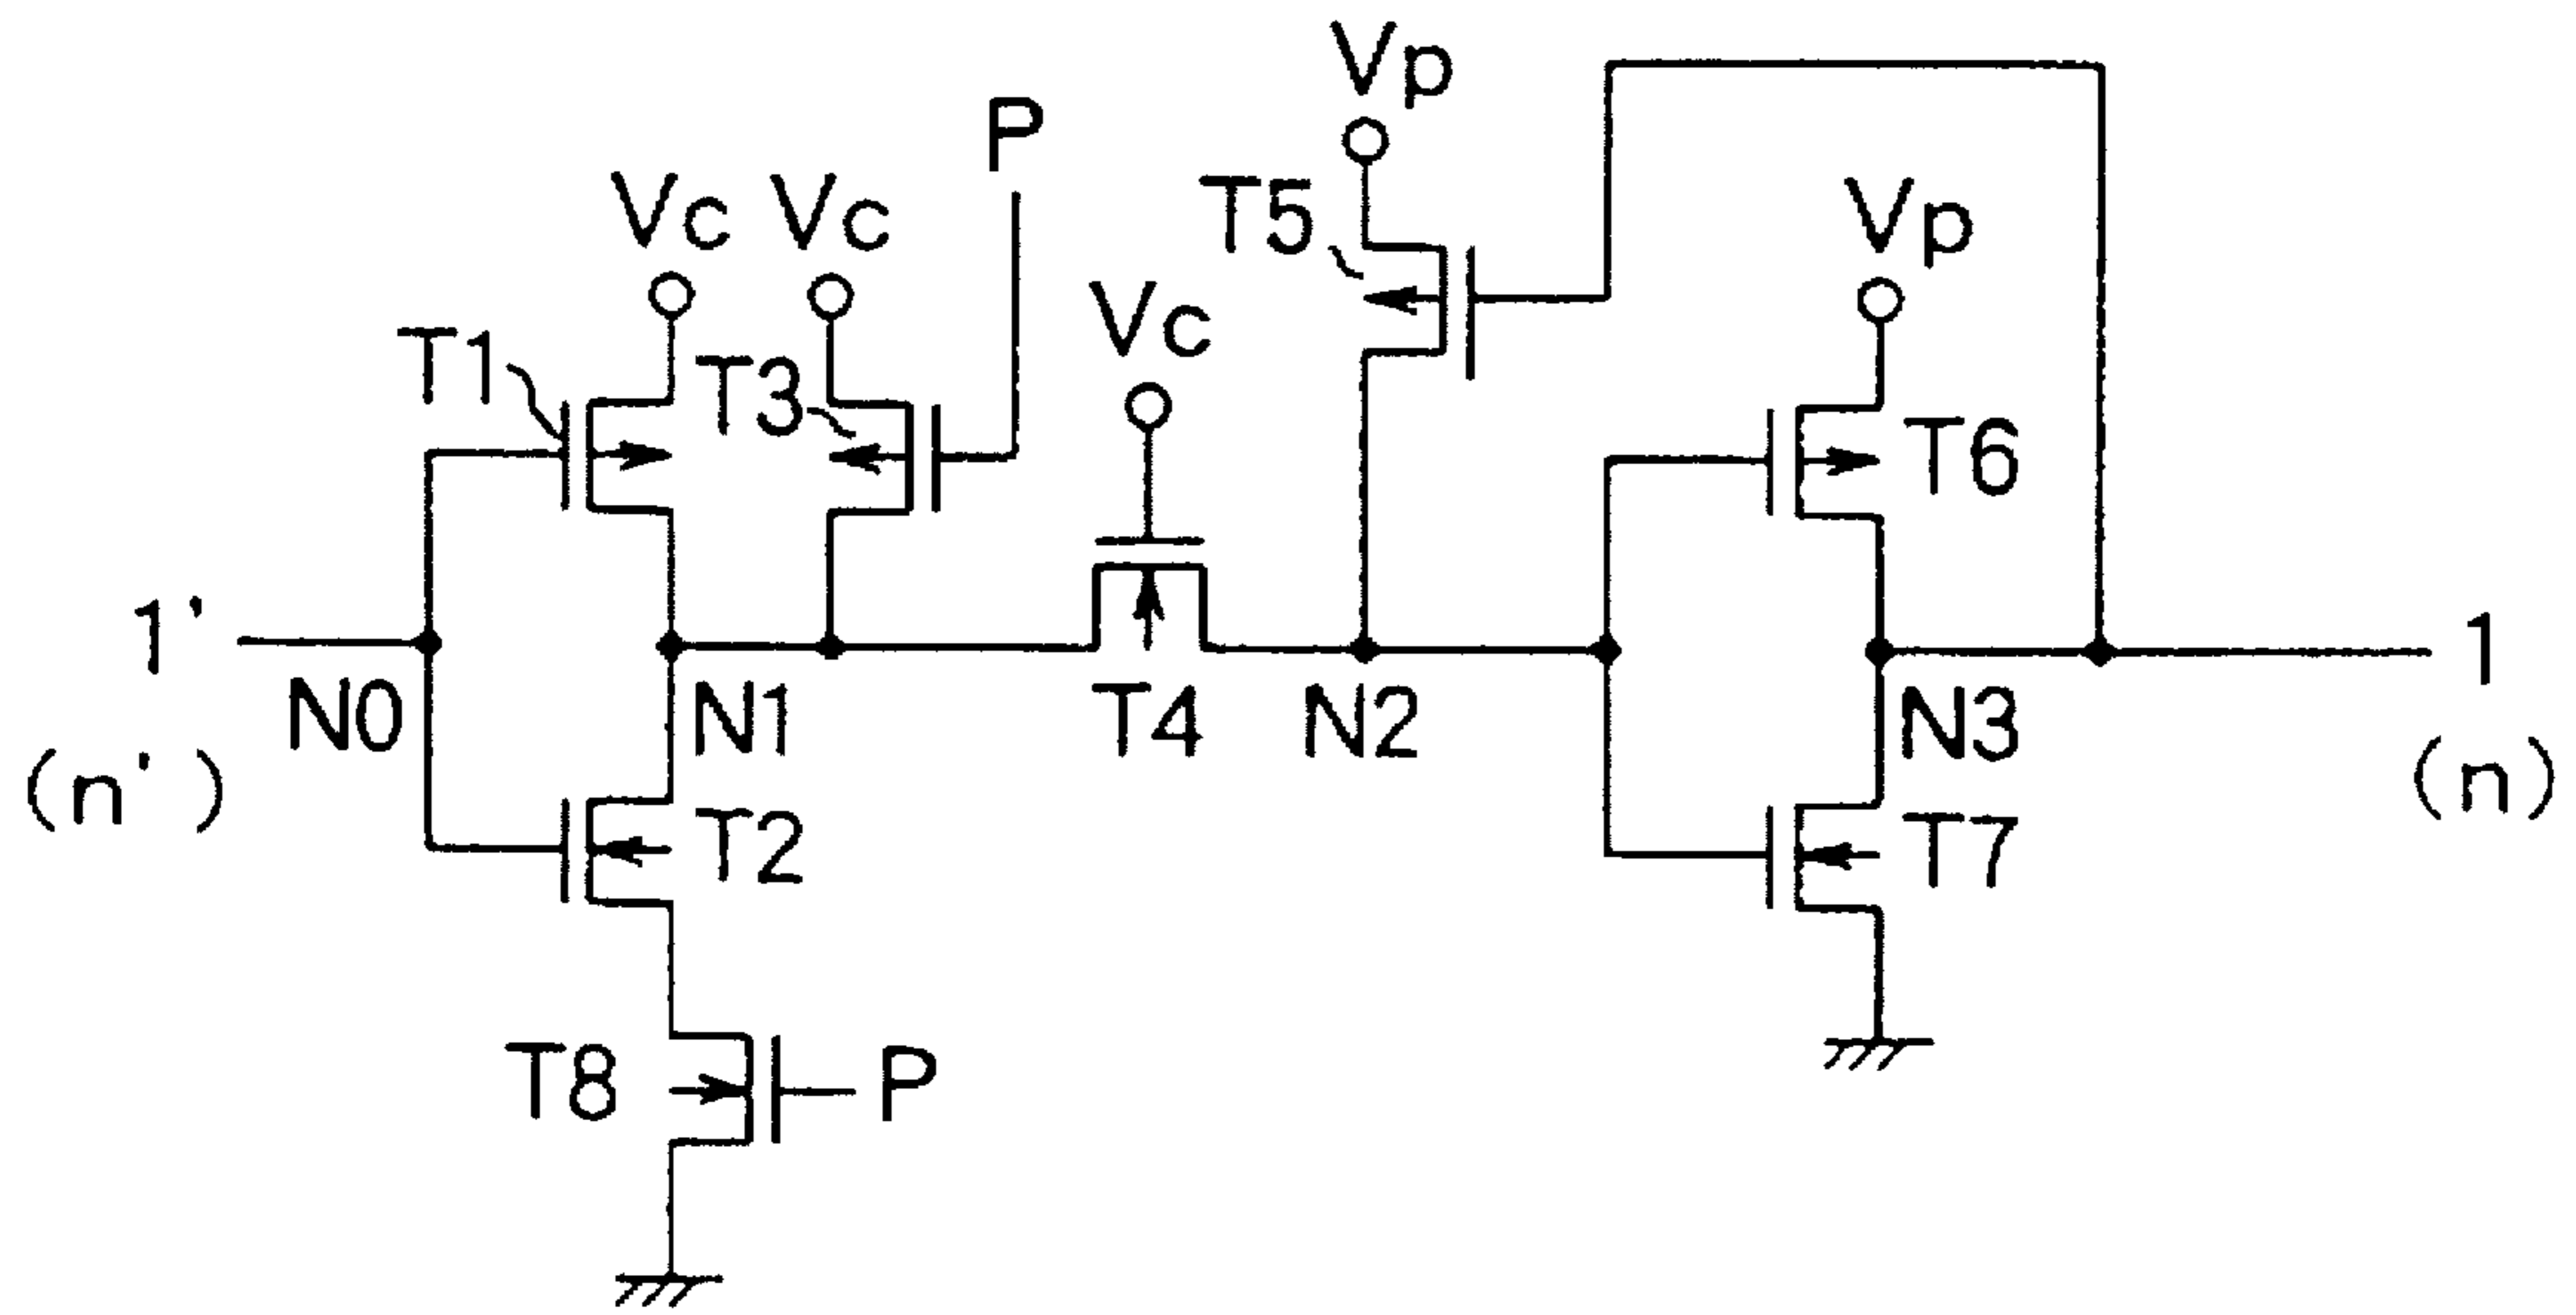 Vp
P
Vc Vc
T5
Vp
Vc
T1
T3
T6
1'
1
N0
N1
T4
N2
N3
(n')
(n)
T2
T7
T8
P